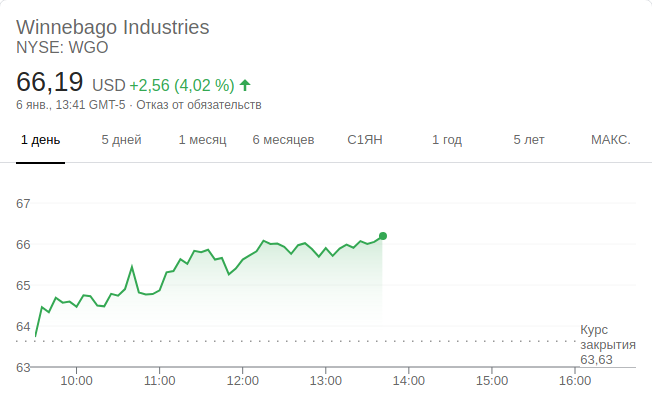 Winnebago Industries
NYSE: WGO
66,19 USD +2,56 (4,02 %)
6 янв., 13:41 GMT-5 · Отказ от обязательств
1 день 5 дней 1 месяц 6 месяцев С1ЯН 1 год 5 лет МАКС.
67
66
65
64
Курс
закрытия
63,63
63
10:00 11:00 12:00 13:00 14:00 15:00 16:00